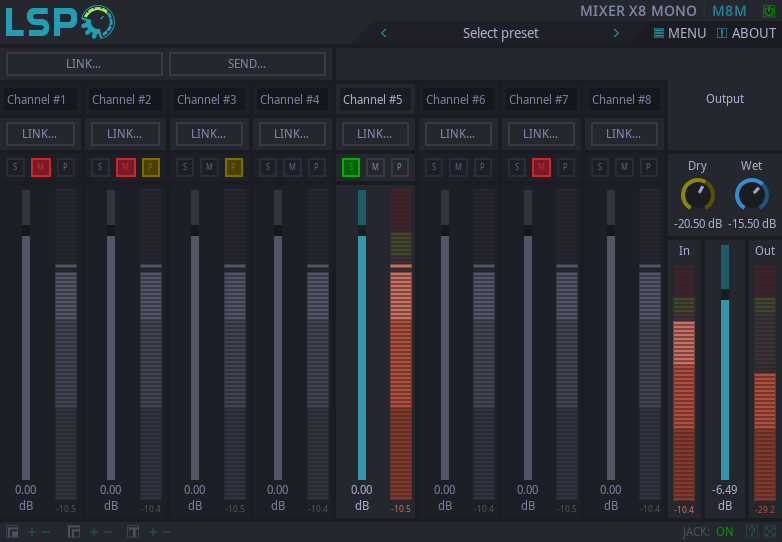 LSP
MIXER X8 MONO M8M
Select preset
MENU ABOUT
LINK... SEND...
Channel #1 Channel #2 Channel #3 Channel #4 Channel #5 Channel #6 Channel #7 Channel #8
Output
LINK... LINK... LINK... LINK... LINK... LINK... LINK... LINK...
S M P S M P S M P S M P S M P S M P S M P S M P
Dry Wet
-20.50 dB -15.50 dB
In Out
0.00 0.00 0.00 0.00 0.00 0.00 0.00 0.00 -6.49
dB dB dB dB dB dB dB dB dB
-10.5 -10.4 -10.5 -10.4 -10.5 -10.4 -10.5 -10.4 -10.4 -29.2
JACK: ON